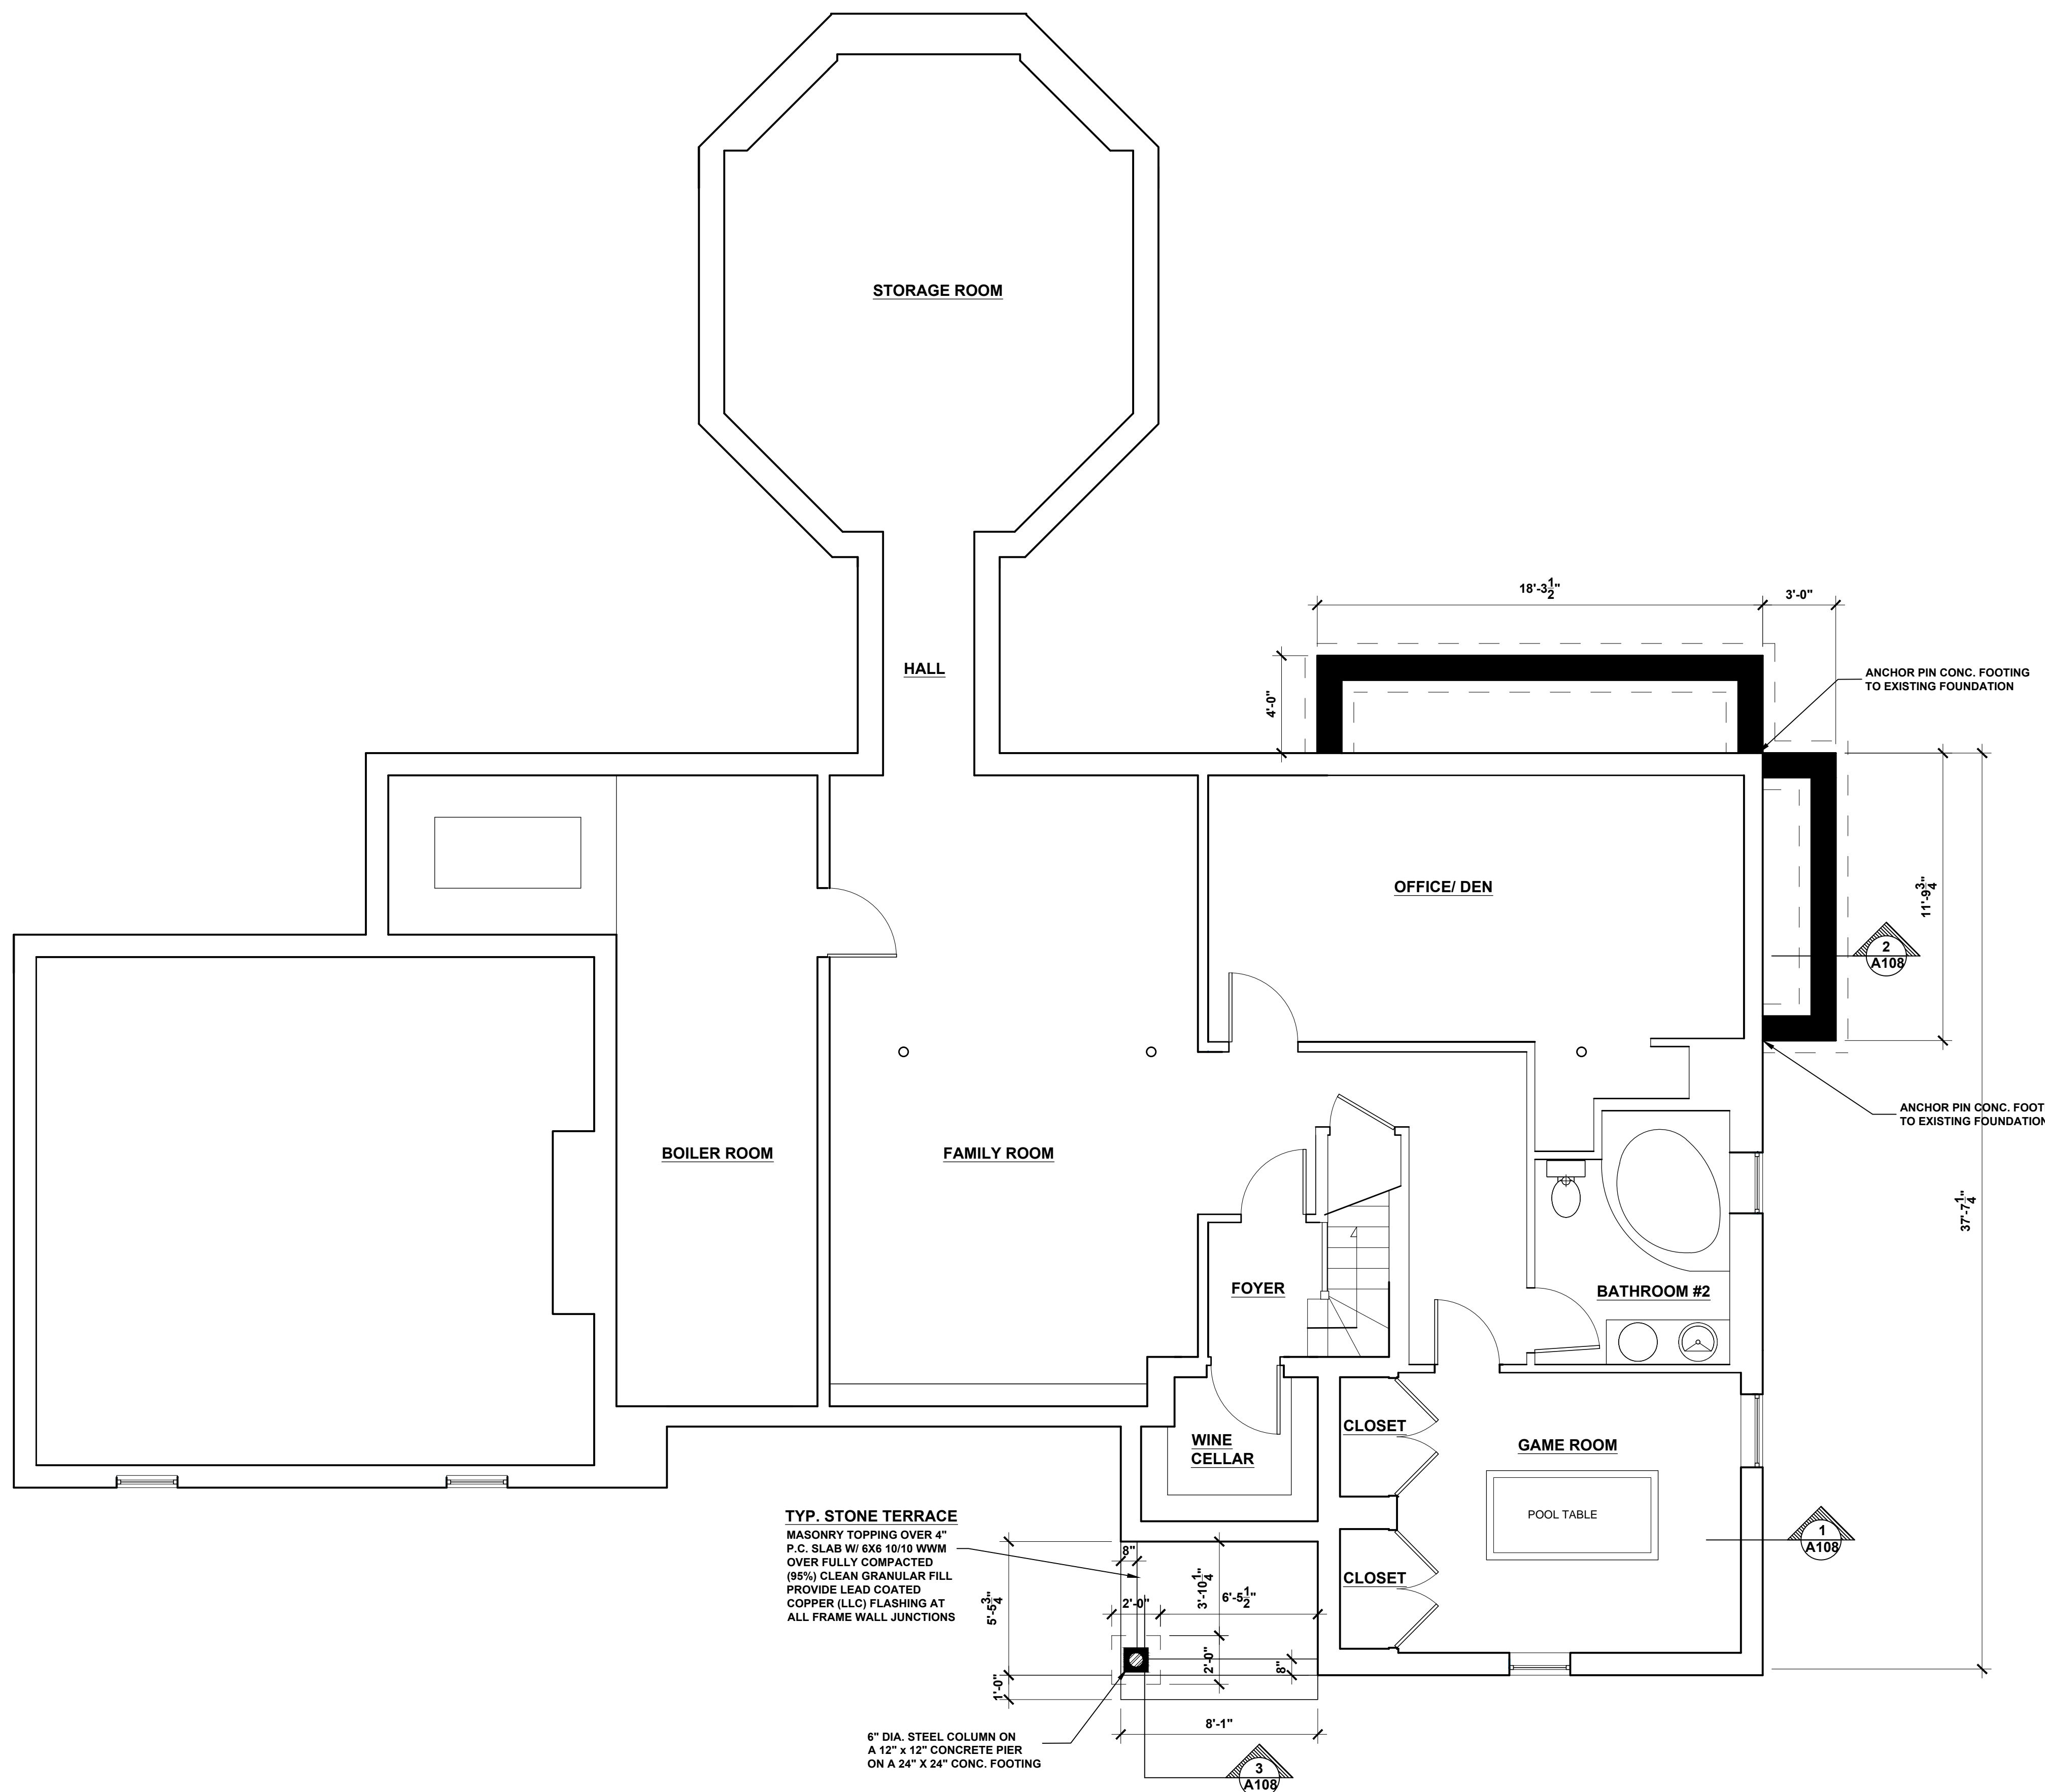 STORAGE ROOM
18'-3 1/2"
3'-0"
HALL
4'-0"
ANCHOR PIN CONC. FOOTING
TO EXISTING FOUNDATION
OFFICE/ DEN
11'-9 3/4"
2
A108
ANCHOR PIN CONC. FOOT
TO EXISTING FOUNDATION
BOILER ROOM
FAMILY ROOM
37'-7 1/4"
FOYER
BATHROOM #2
CLOSET
WINE
CELLAR
GAME ROOM
POOL TABLE
1
A108
TYP. STONE TERRACE
MASONRY TOPPING OVER 4"
P.C. SLAB W/ 6X6 10/10 WWM
OVER FULLY COMPACTED
(95%) CLEAN GRANULAR FILL
PROVIDE LEAD COATED
COPPER (LLC) FLASHING AT
ALL FRAME WALL JUNCTIONS
8"
CLOSET
5'-5 3/4"
2'-0"
3'-10 1/4"
6'-5 1/2"
2'-0"
8"
1'-0"
8'-1"
6" DIA. STEEL COLUMN ON
A 12" x 12" CONCRETE PIER
ON A 24" X 24" CONC. FOOTING
3
A108